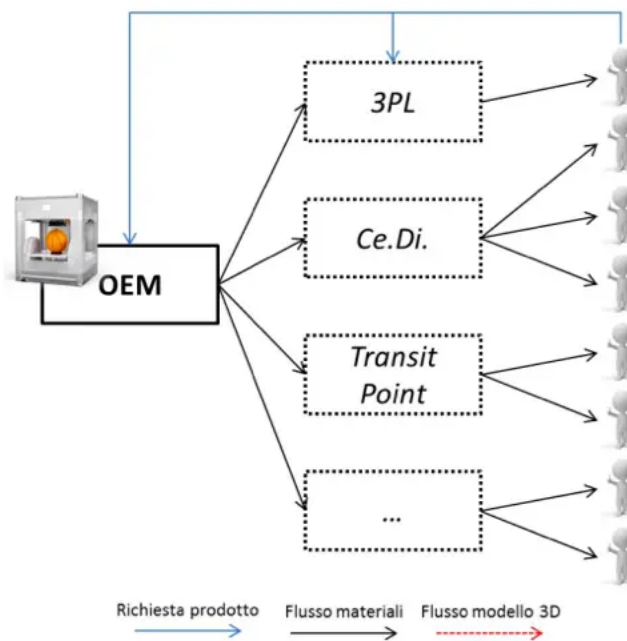 3PL
Ce.Di.
OEM
Transit
Point
...
Richiesta prodotto
Flusso materiali
Flusso modello 3D